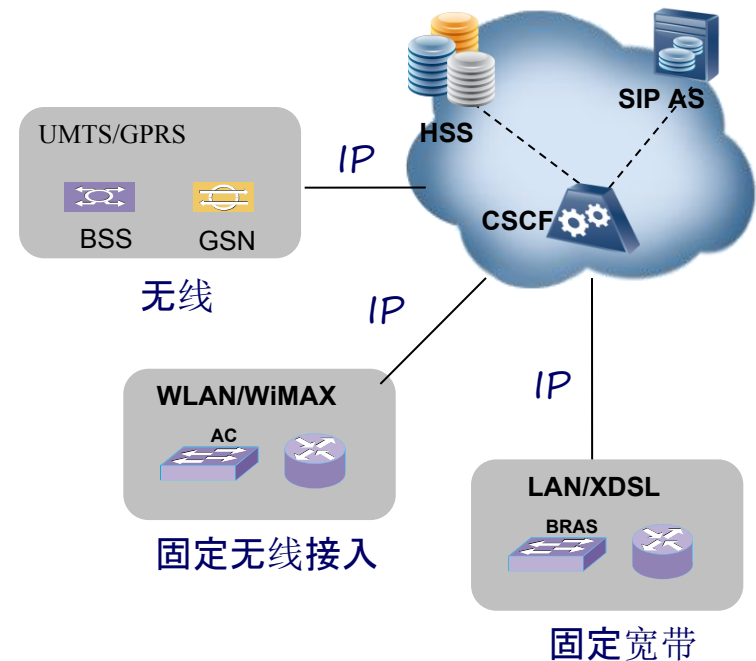 HSS
SIP AS
CSCF
UMTS/GPRS
BSS
GSN
无线
IP
IP
WLAN/WiMAX
AC
固定无线接入
IP
LAN/XDSL
BRAS
固定宽带